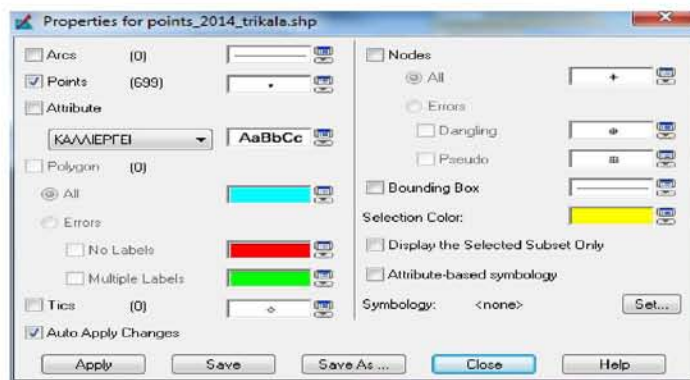 Properties for points_2014_trikala.shp
Arcs (0)
Points (699)
Attribute
ΚΑΛΛΙΕΡΓΕΙ AaBbCc
Polygon (0)
All
Errors
No Labels
Multiple Labels
Tics (0)
Auto Apply Changes
Nodes
All
Errors
Dangling
Pseudo
Bounding Box
Selection Color:
Display the Selected Subset Only
Attribute-based symbology
Symbology: <none> Set...
Apply Save Save As ... Close Help